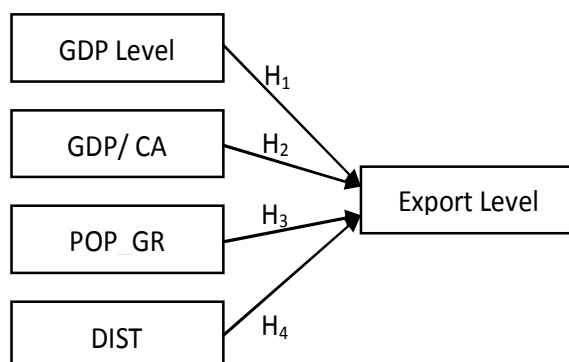 GDP Level
H₁
GDP/ CA
H₂
Export Level
POP_GR
H₃
DIST
H₄